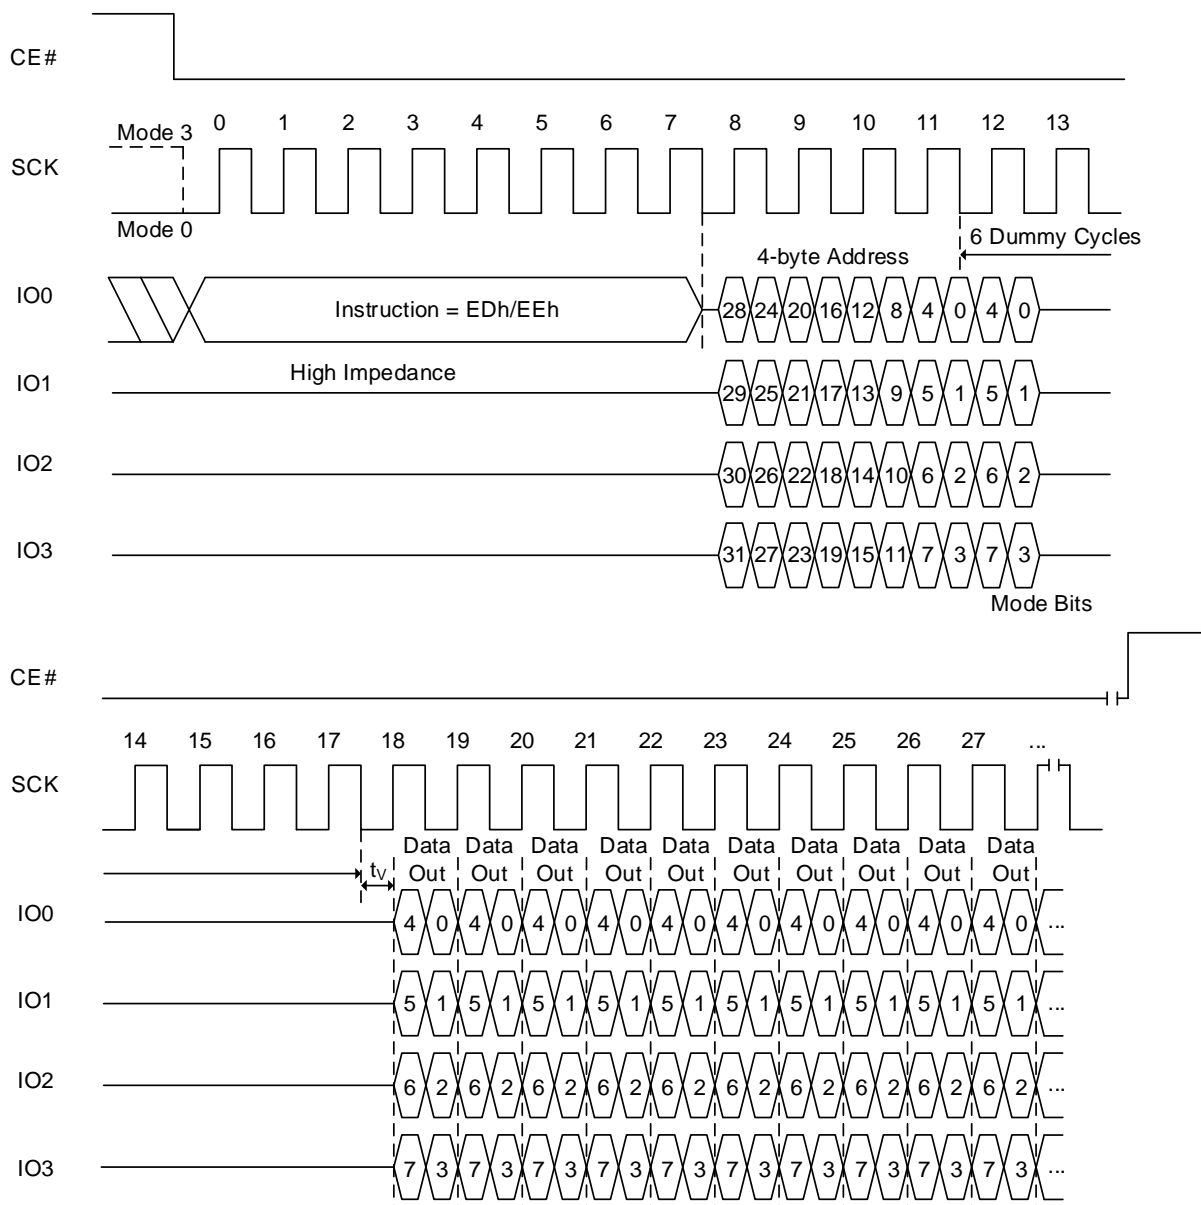 CE#
0 1 2 3 4 5 6 7 8 9 10 11 12 13
Mode 3
SCK
Mode 0
6 Dummy Cycles
4-byte Address
IO0
Instruction = EDh/EEh
28 24 20 16 12 8 4 0 4 0
High Impedance
IO1
29 25 21 17 13 9 5 1 5 1
IO2
30 26 22 18 14 10 6 2 6 2
IO3
31 27 23 19 15 11 7 3 7 3
Mode Bits
CE#
14 15 16 17 18 19 20 21 22 23 24 25 26 27 ...
SCK
Data Data Data Data Data Data Data Data Data Data
tV Out Out Out Out Out Out Out Out Out Out
IO0
4 0 4 0 4 0 4 0 4 0 4 0 4 0 4 0 4 0 4 0 ...
IO1
5 1 5 1 5 1 5 1 5 1 5 1 5 1 5 1 5 1 5 1 ...
IO2
6 2 6 2 6 2 6 2 6 2 6 2 6 2 6 2 6 2 6 2 ...
IO3
7 3 7 3 7 3 7 3 7 3 7 3 7 3 7 3 7 3 7 3 ...